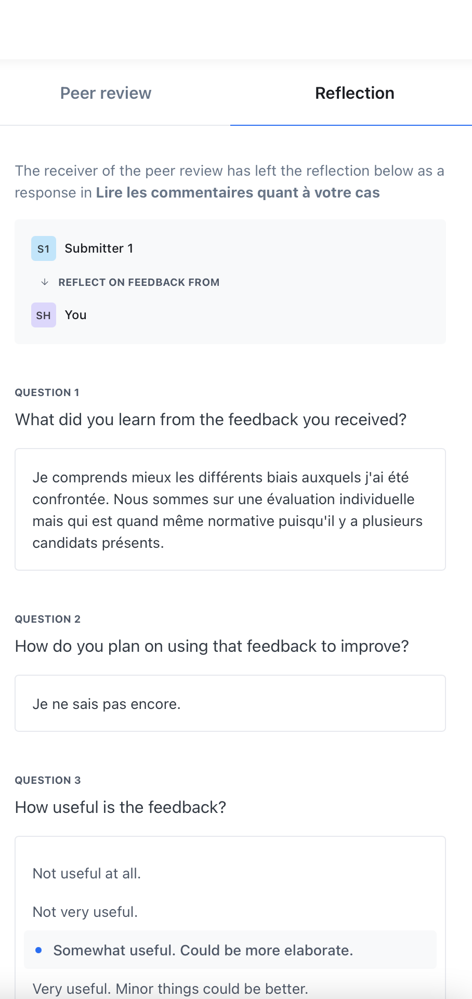 Peer review
Reflection
The receiver of the peer review has left the reflection below as a
response in Lire les commentaires quant à votre cas
S1
Submitter 1
↓ REFLECT ON FEEDBACK FROM
SH
You
QUESTION 1
What did you learn from the feedback you received?
Je comprends mieux les différents biais auxquels j'ai été
confrontée. Nous sommes sur une évaluation individuelle
mais qui est quand même normative puisqu'il y a plusieurs
candidats présents.
QUESTION 2
How do you plan on using that feedback to improve?
Je ne sais pas encore.
QUESTION 3
How useful is the feedback?
Not useful at all.
Not very useful.
Somewhat useful. Could be more elaborate.
Very useful. Minor things could be better.